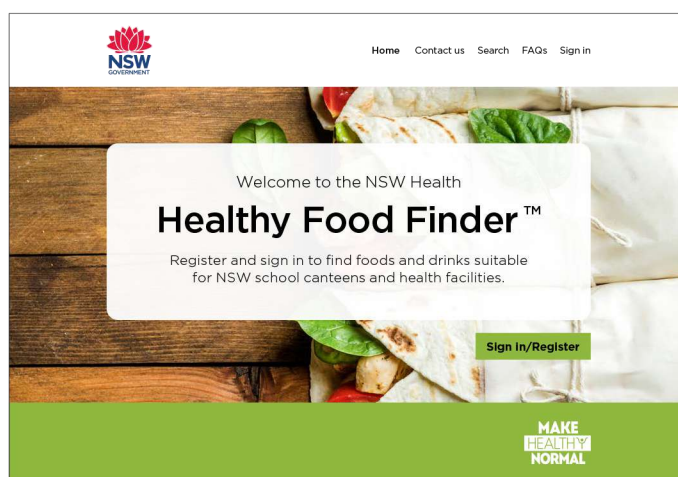 NSW
GOVERNMENT
Home Contact us Search FAQs Sign in
Welcome to the NSW Health
Healthy Food Finder™
Register and sign in to find foods and drinks suitable
for NSW school canteens and health facilities.
Sign in/Register
MAKE
HEALTHY
NORMAL